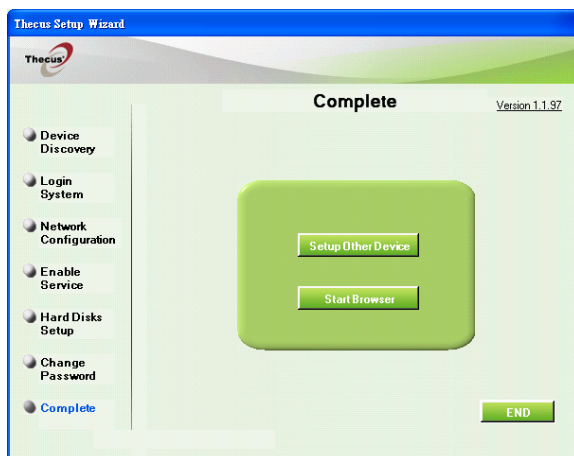 Thecus Setup Wizard
Thecus
Complete
Version 1.1.97
Device
Discovery
Login
System
Network
Configuration
Enable
Service
Hard Disks
Setup
Change
Password
Complete
Setup Other Device
Start Browser
END